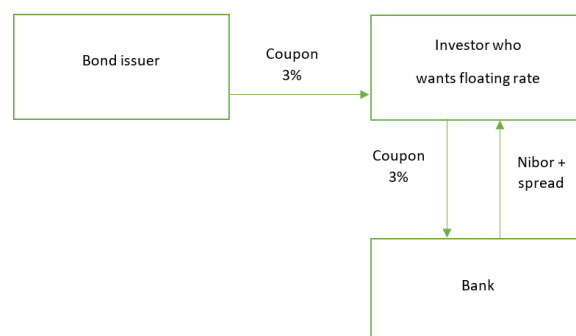 Bond issuer
Coupon
3%
Investor who
wants floating rate
Coupon
3%
Nibor +
spread
Bank